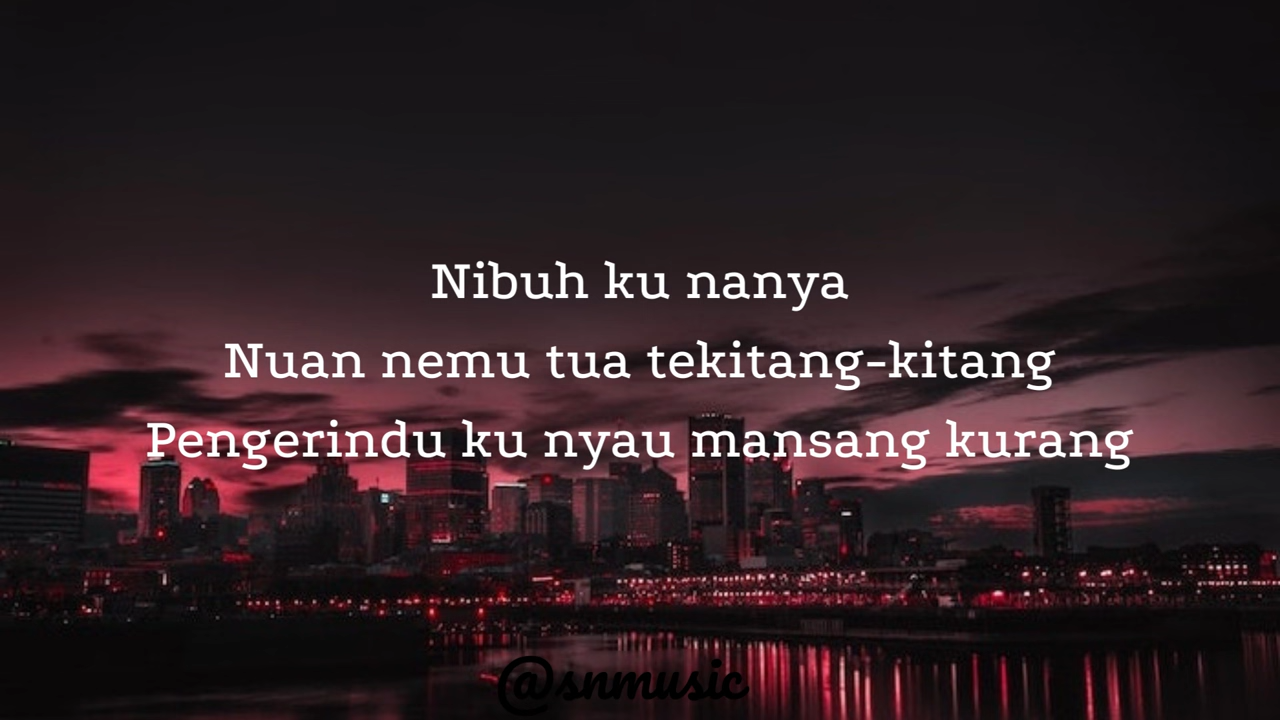 Nibuh ku nanya
Nuan nemu tua tekitang-kitang
Pengerindu ku nyau mansang kurang
@snmusic